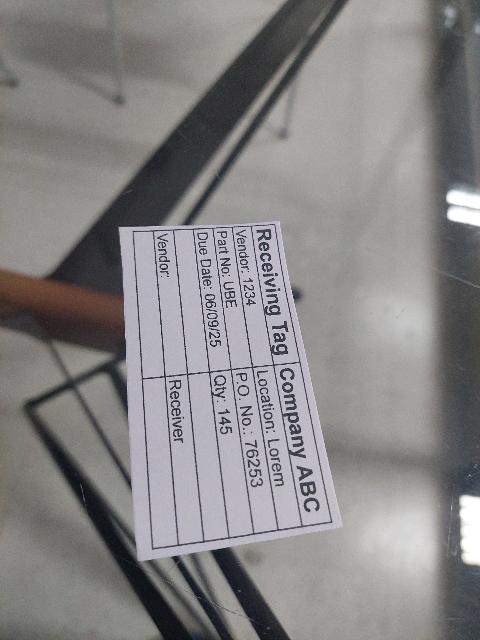 Receiving Tag Company ABC
Vendor: 1234 Location: Lorem
Part No: UBE P.O. No.: 76253
Due Date: 06/09/25 Qty: 145
Vendor: Receiver